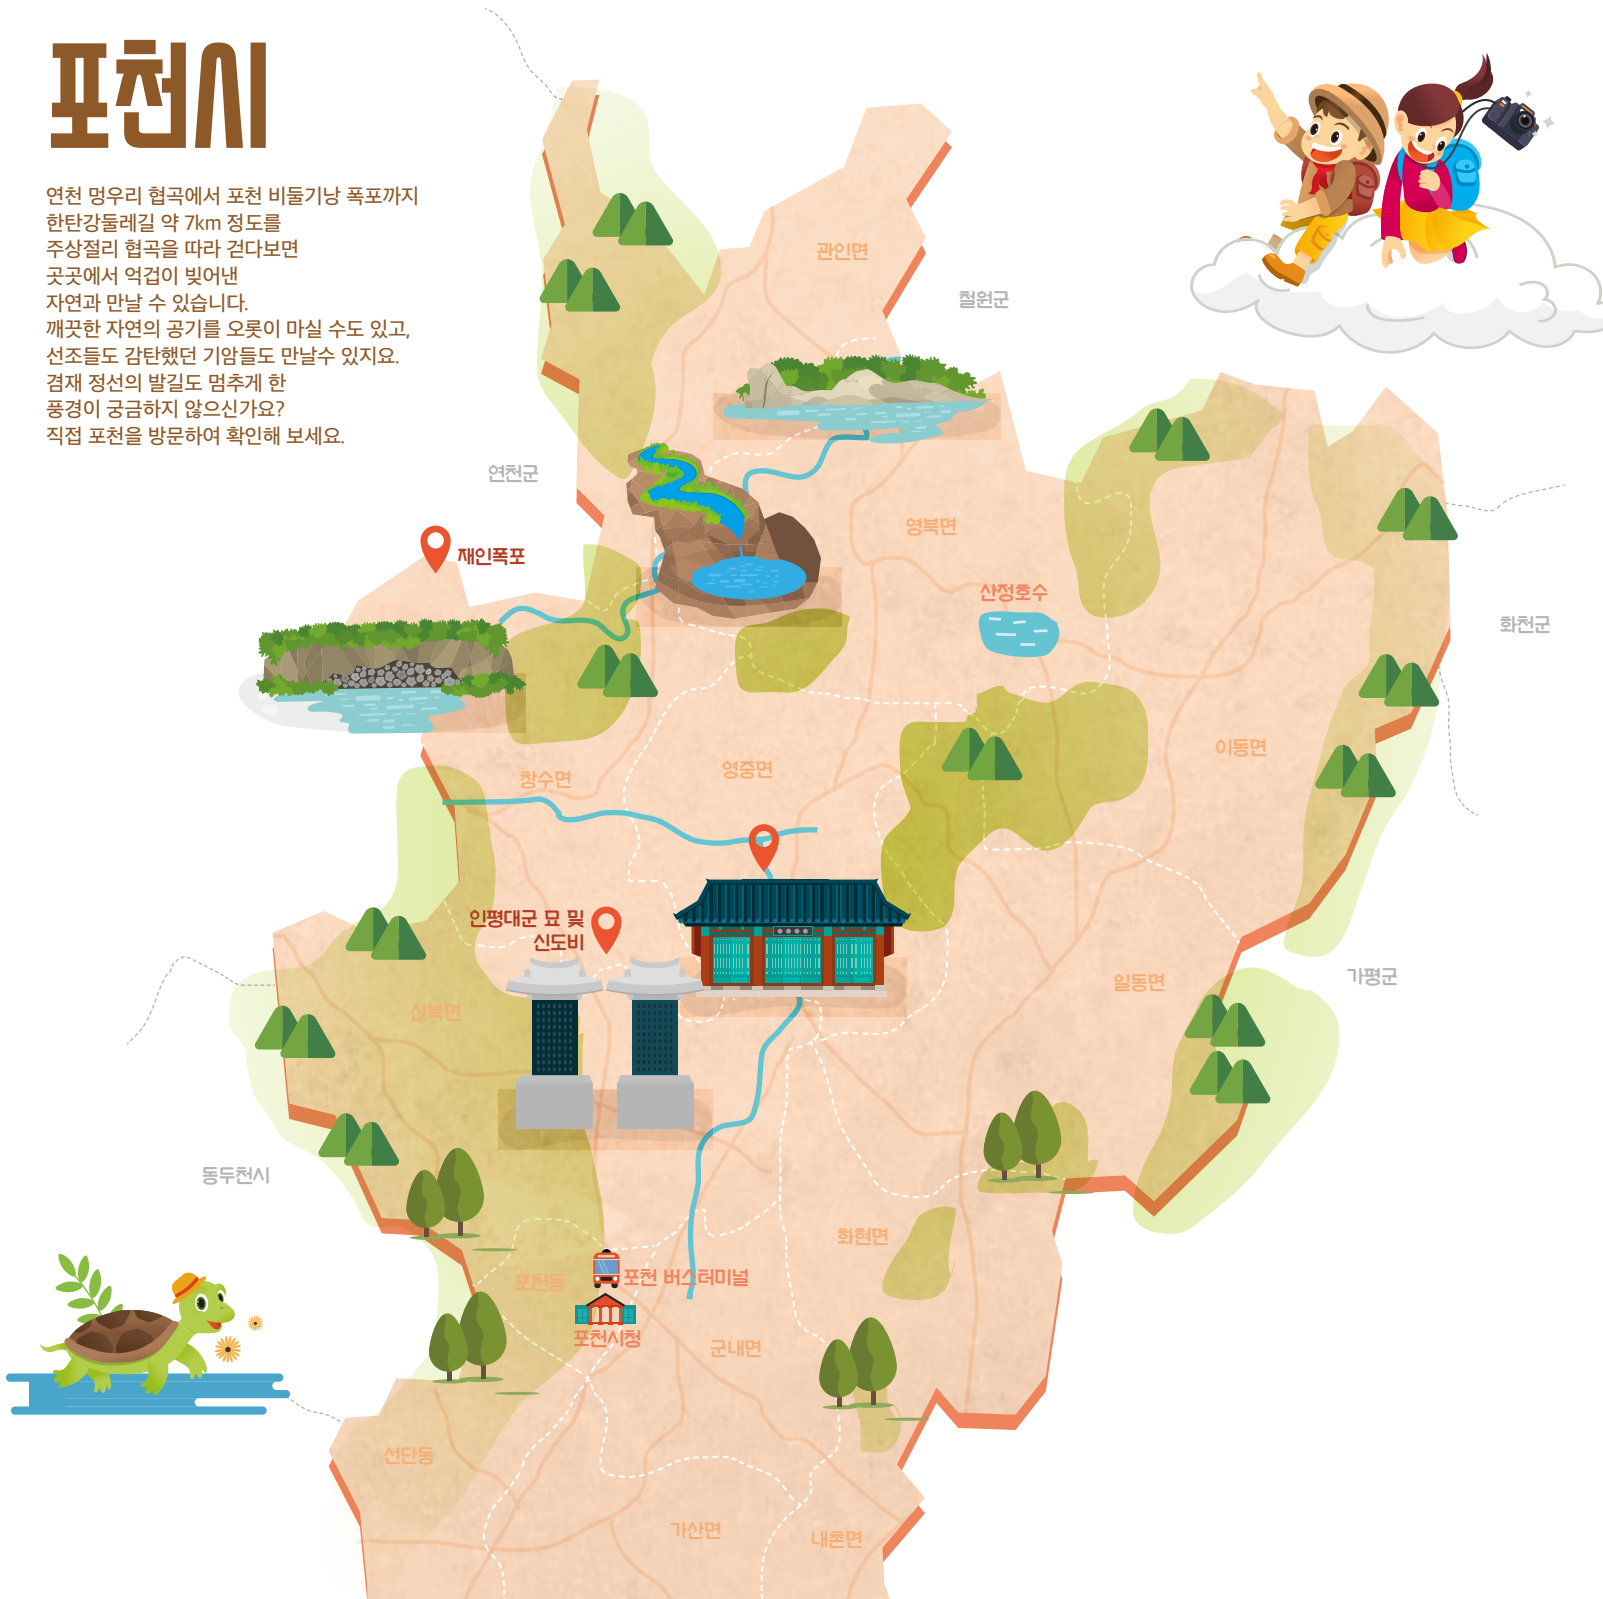 포천시
연천 멍우리 협곡에서 포천 비둘기낭 폭포까지
한탄강둘레길 약 7km 정도를
주상절리 협곡을 따라 걷다보면
곳곳에서 억겁이 빚어낸
자연과 만날 수 있습니다.
깨끗한 자연의 공기를 오롯이 마실 수도 있고,
선조들도 감탄했던 기암들도 만날수 있지요.
겸재 정선의 발길도 멈추게 한
풍경이 궁금하지 않으신가요?
직접 포천을 방문하여 확인해 보세요.
관인면
철원군
연천군
영북면
재인폭포
산정호수
화천군
이동면
영중면
창수면
인평대군 묘 및
신도비
가평군
일동면
신북면
동두천시
화현면
포천동
포천 버스터미널
포천시청
군내면
선단동
가산면
내촌면